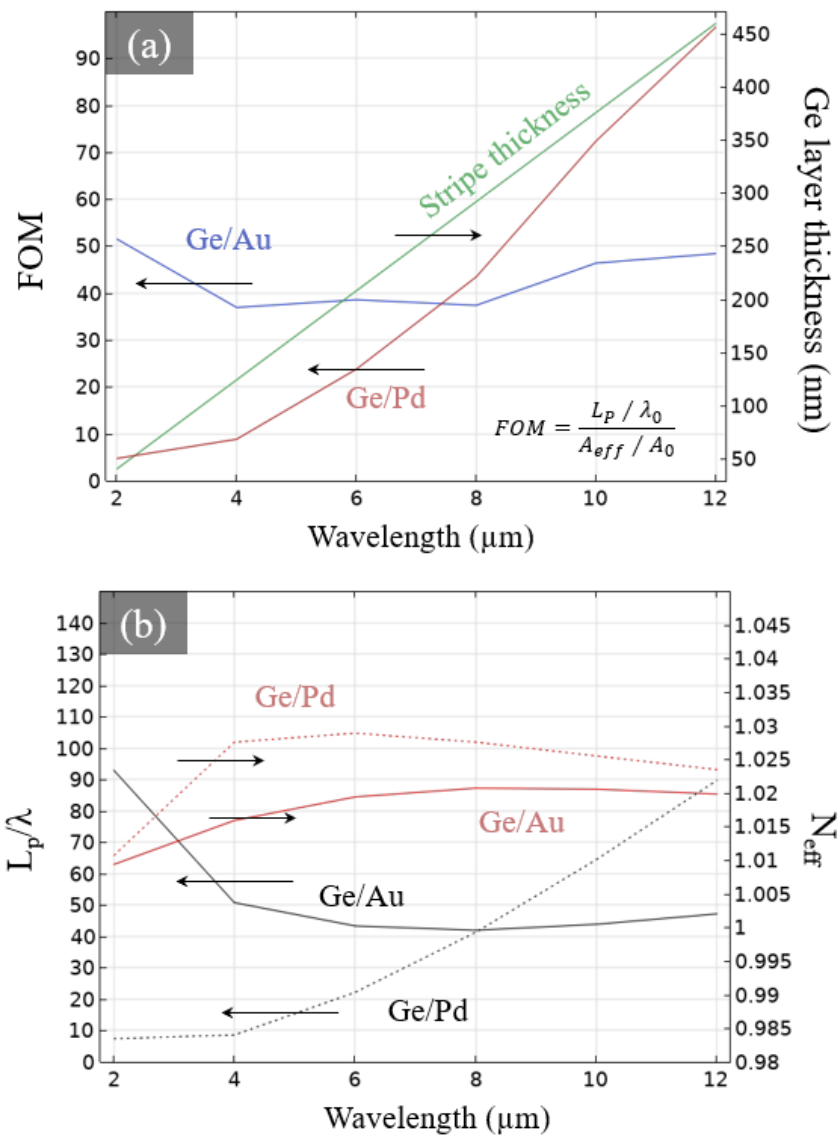 (a)
FOM
90
80
70
60
50
40
30
20
10
0
Ge/Au
Stripe thickness
Ge/Pd
FOM = (L_P / λ_0) / (A_eff / A_0)
450
400
350
300
250
200
150
100
50
Ge layer thickness (nm)
2 4 6 8 10 12
Wavelength (μm)
(b)
L_p/λ
140
130
120
110
100
90
80
70
60
50
40
30
20
10
0
Ge/Pd
Ge/Au
Ge/Au
Ge/Pd
1.045
1.04
1.035
1.03
1.025
1.02
1.015
1.01
1.005
1
0.995
0.99
0.985
0.98
N_eff
2 4 6 8 10 12
Wavelength (μm)